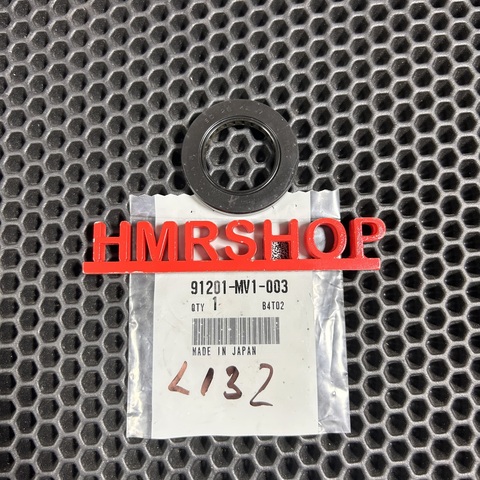 HMRSHOP
91201-MV1-003
QTY 1 B4T02
MADE IN JAPAN
L132